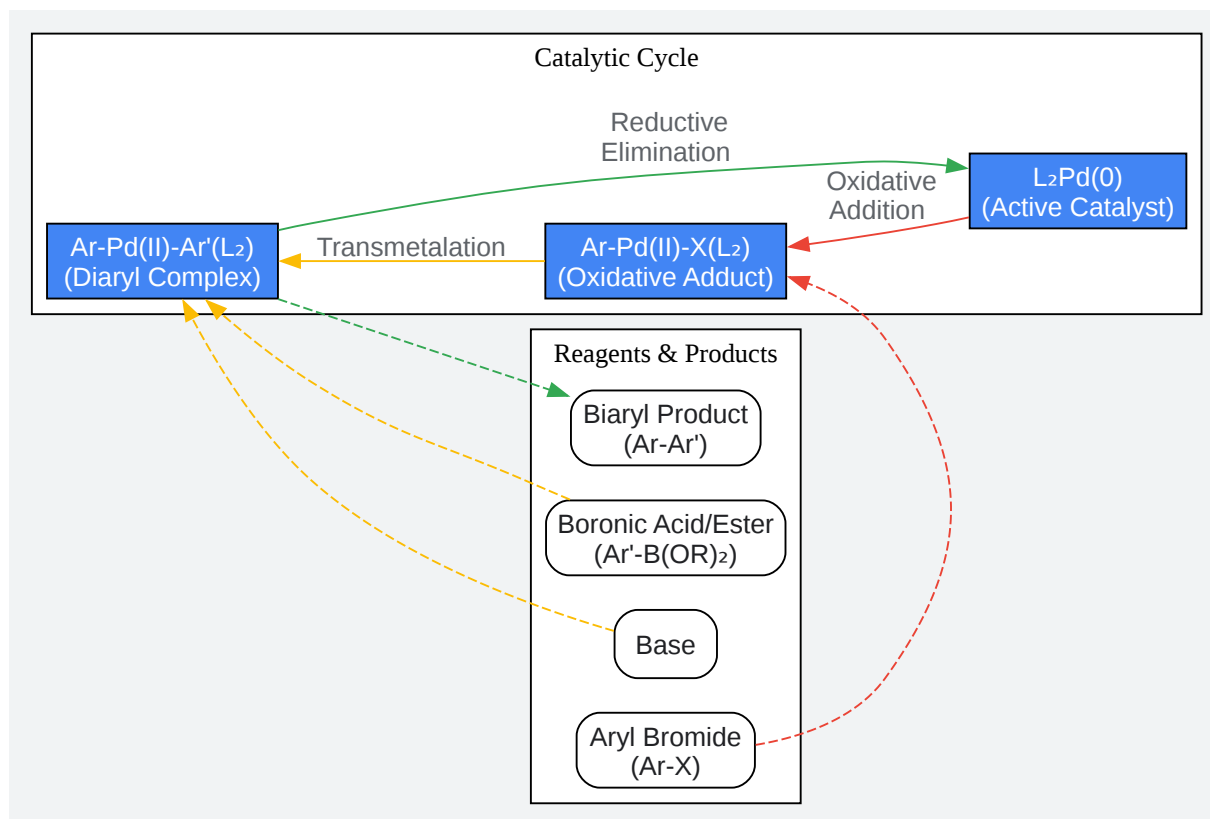 Catalytic Cycle
Reductive
Elimination
L₂Pd(0)
(Active Catalyst)
Oxidative
Addition
Ar-Pd(II)-Ar'(L₂)
(Diaryl Complex)
Transmetalation
Ar-Pd(II)-X(L₂)
(Oxidative Adduct)
Reagents & Products
Biaryl Product
(Ar-Ar')
Boronic Acid/Ester
(Ar'-B(OR)₂)
Base
Aryl Bromide
(Ar-X)